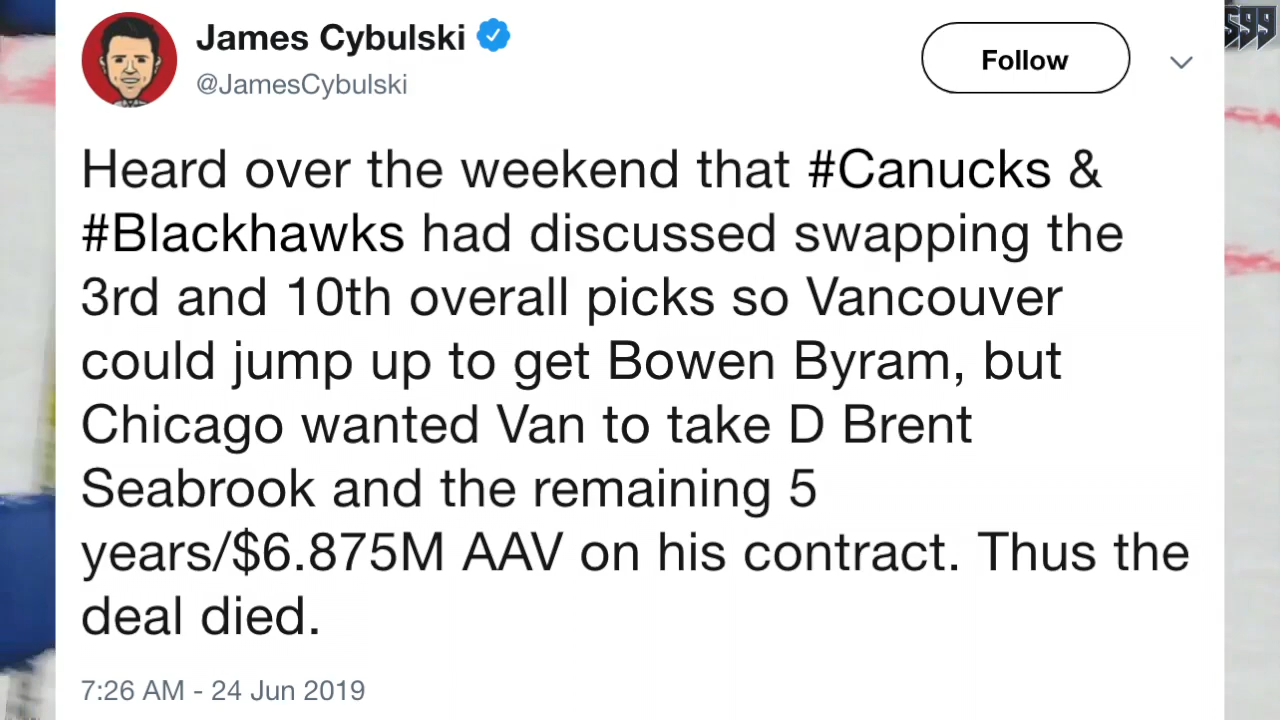 James Cybulski
@JamesCybulski
Follow
S99
Heard over the weekend that #Canucks &
#Blackhawks had discussed swapping the
3rd and 10th overall picks so Vancouver
could jump up to get Bowen Byram, but
Chicago wanted Van to take D Brent
Seabrook and the remaining 5
years/$6.875M AAV on his contract. Thus the
deal died.
7:26 AM - 24 Jun 2019